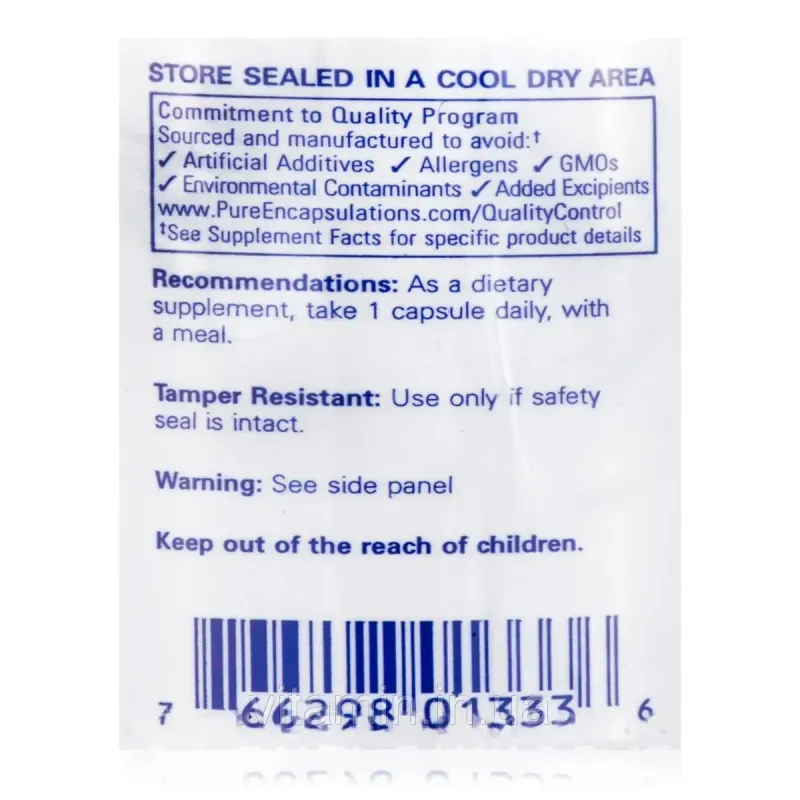 STORE SEALED IN A COOL DRY AREA
Commitment to Quality Program
Sourced and manufactured to avoid:†
✓ Artificial Additives ✓ Allergens ✓ GMOs
✓ Environmental Contaminants ✓ Added Excipients
www.PureEncapsulations.com/QualityControl
†See Supplement Facts for specific product details
Recommendations: As a dietary
supplement, take 1 capsule daily, with
a meal.
Tamper Resistant: Use only if safety
seal is intact.
Warning: See side panel
Keep out of the reach of children.
7 66298 01333 6
vitamin.in.ua